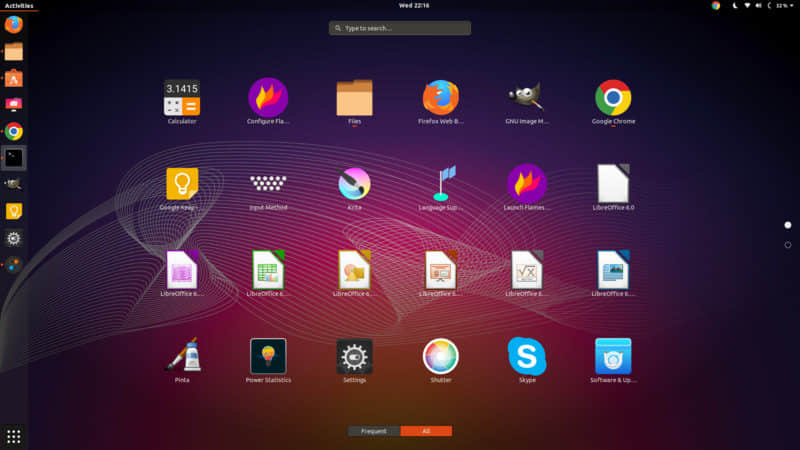 Activities
Wed 22:16
32 %
Type to search…
3.1415
Calculator
Configure Fla…
Files
Firefox Web B…
GNU Image M…
Google Chrome
Google Keep -
Input Method
Krita
Language Sup…
Launch Flames…
LibreOffice 6.0
LibreOffice 6.…
LibreOffice 6.…
LibreOffice 6.…
LibreOffice 6.…
LibreOffice 6.…
LibreOffice 6.…
Pinta
Power Statistics
Settings
Shutter
Skype
Software & Up…
Frequent
All